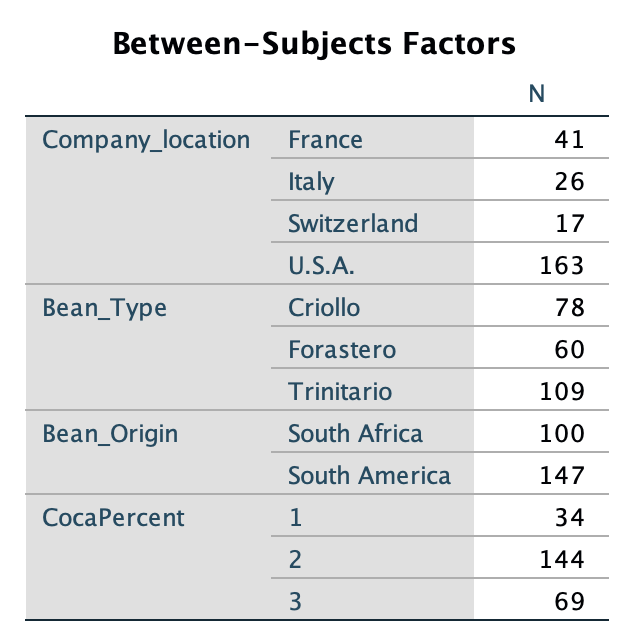 Between-Subjects Factors
N
Company_location France 41
Italy 26
Switzerland 17
U.S.A. 163
Bean_Type Criollo 78
Forastero 60
Trinitario 109
Bean_Origin South Africa 100
South America 147
CocaPercent 1 34
2 144
3 69